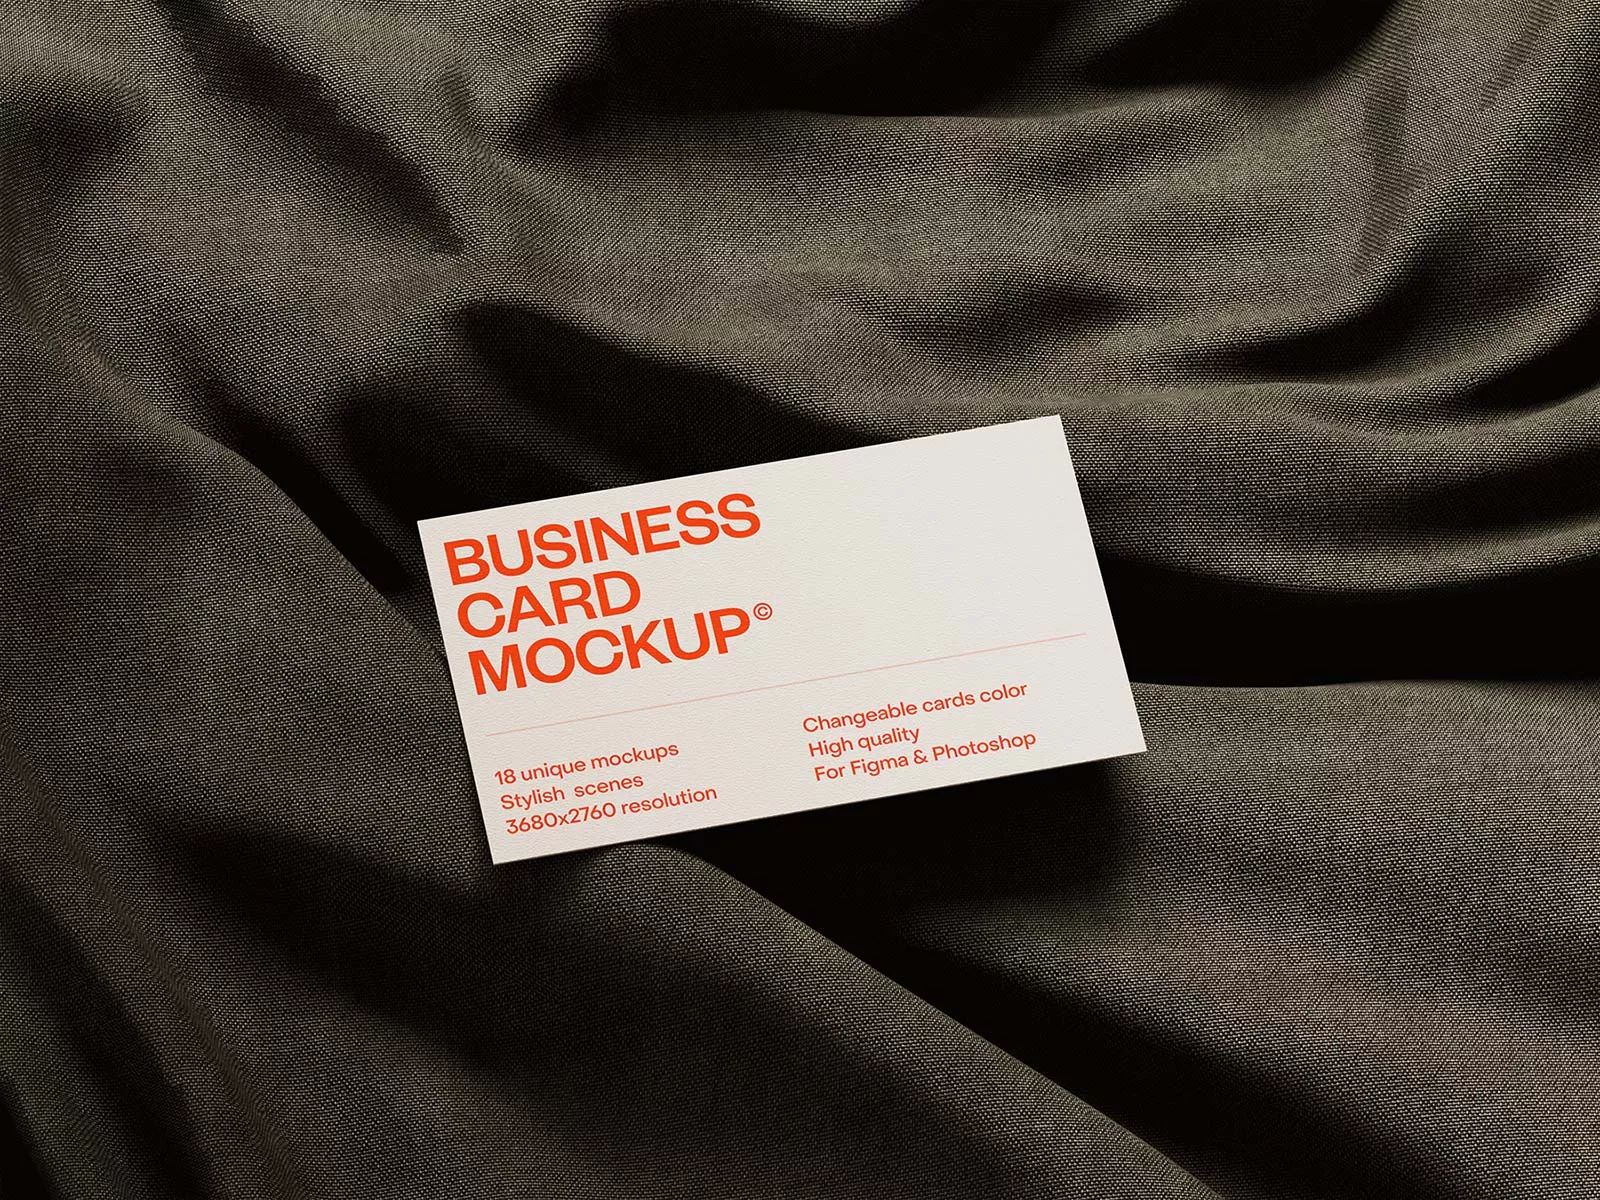 BUSINESS
CARD
MOCKUP©
18 unique mockups
Stylish scenes
3680x2760 resolution
Changeable cards color
High quality
For Figma & Photoshop